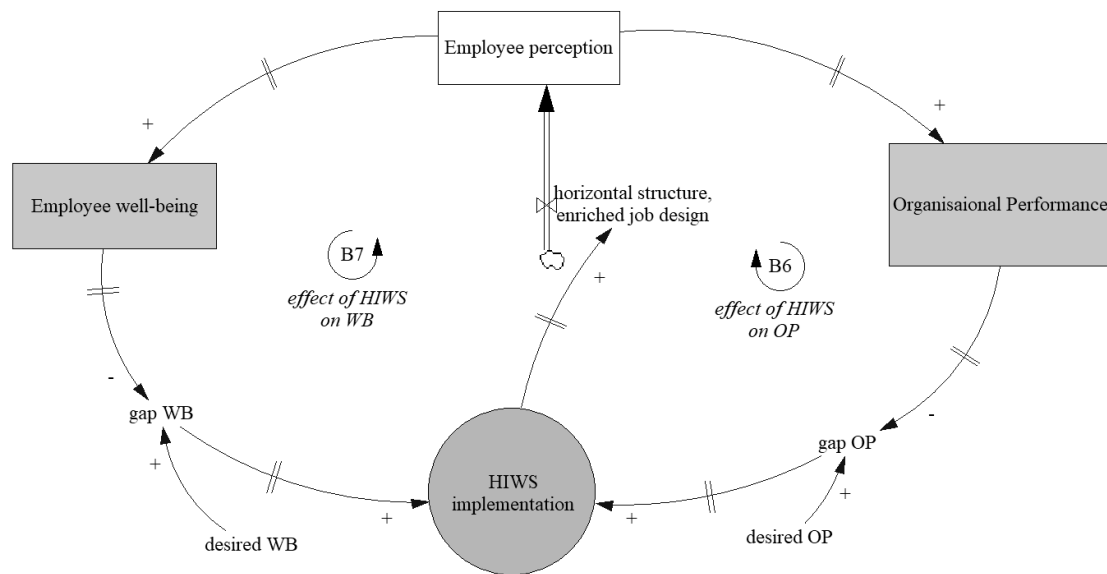 Employee perception
+
+
Employee well-being
horizontal structure,
enriched job design
Organisaional Performance
B7
effect of HIWS
on WB
+
B6
effect of HIWS
on OP
-
gap WB
-
gap OP
+
HIWS
implementation
+
+
+
desired WB
desired OP